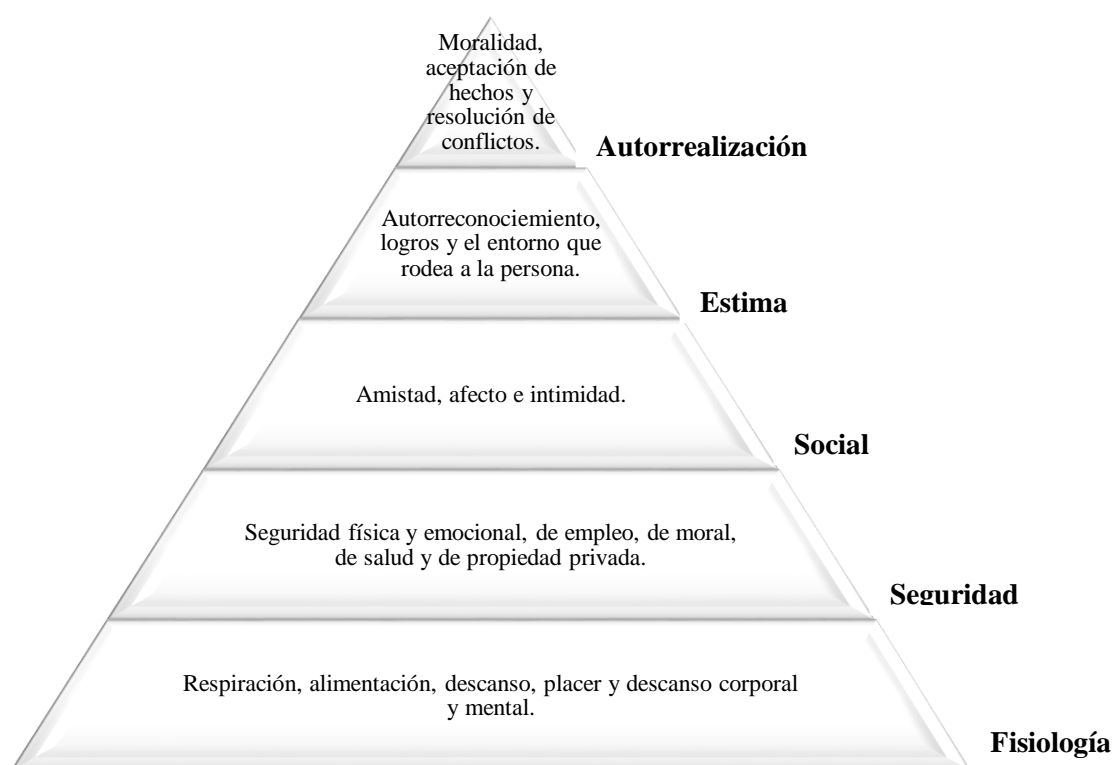 Moralidad,
aceptación de
hechos y
resolución de
conflictos.
Autorrealización
Autorreconociemiento,
logros y el entorno que
rodea a la persona.
Estima
Amistad, afecto e intimidad.
Social
Seguridad física y emocional, de empleo, de moral,
de salud y de propiedad privada.
Seguridad
Respiración, alimentación, descanso, placer y descanso corporal
y mental.
Fisiología